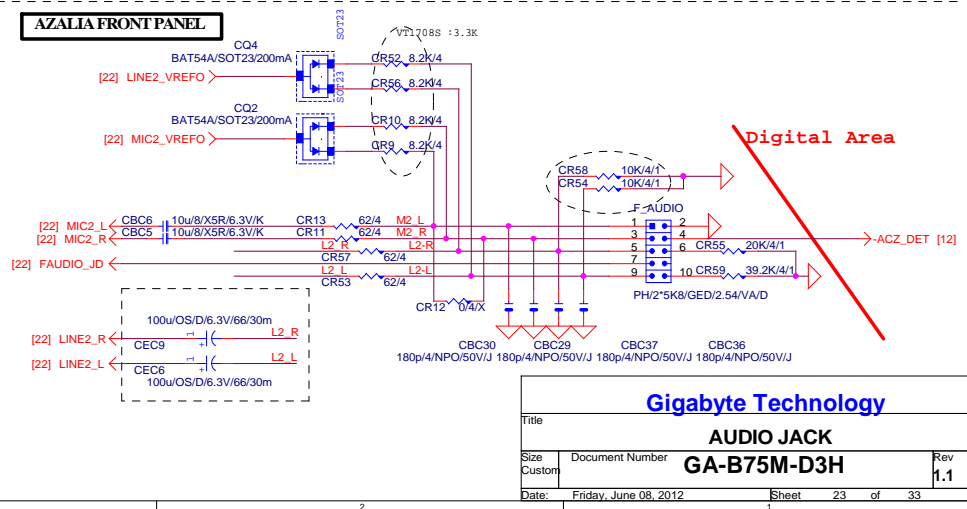 AZALIA FRONT PANEL
SOT23
VT1708S :3.3K
CQ4
BAT54A/SOT23/200mA
CR52 8.2K/4
[22] LINE2_VREFO
SOT23
CR56 8.2K/4
CQ2
BAT54A/SOT23/200mA
CR10 8.2K/4
[22] MIC2_VREFO
CR9 8.2K/4
Digital Area
CR58 10K/4/1
CR54 10K/4/1
F_AUDIO
[22] MIC2_L CBC6 10u/8/X5R/6.3V/K CR13 62/4 M2_L 1 2
[22] MIC2_R CBC5 10u/8/X5R/6.3V/K CR11 62/4 M2_R 3 4 -ACZ_DET [12]
L2_R CR57 62/4 L2-R 5 6 CR55 20K/4/1
[22] FAUDIO_JD 7
L2_L CR53 62/4 L2-L 9 10 CR59 39.2K/4/1
CR12 0/4/X
PH/2*5K8/GED/2.54/VA/D
100u/OS/D/6.3V/66/30m
[22] LINE2_R CEC9 1 + L2_R
[22] LINE2_L CEC6 1 + L2_L
100u/OS/D/6.3V/66/30m
CBC30 CBC29 CBC37 CBC36
180p/4/NPO/50V/J 180p/4/NPO/50V/J 180p/4/NPO/50V/J 180p/4/NPO/50V/J
Gigabyte Technology
Title
AUDIO JACK
Size
Custom
Document Number
GA-B75M-D3H
Rev
1.1
Date: Friday, June 08, 2012 Sheet 23 of 33
2 1